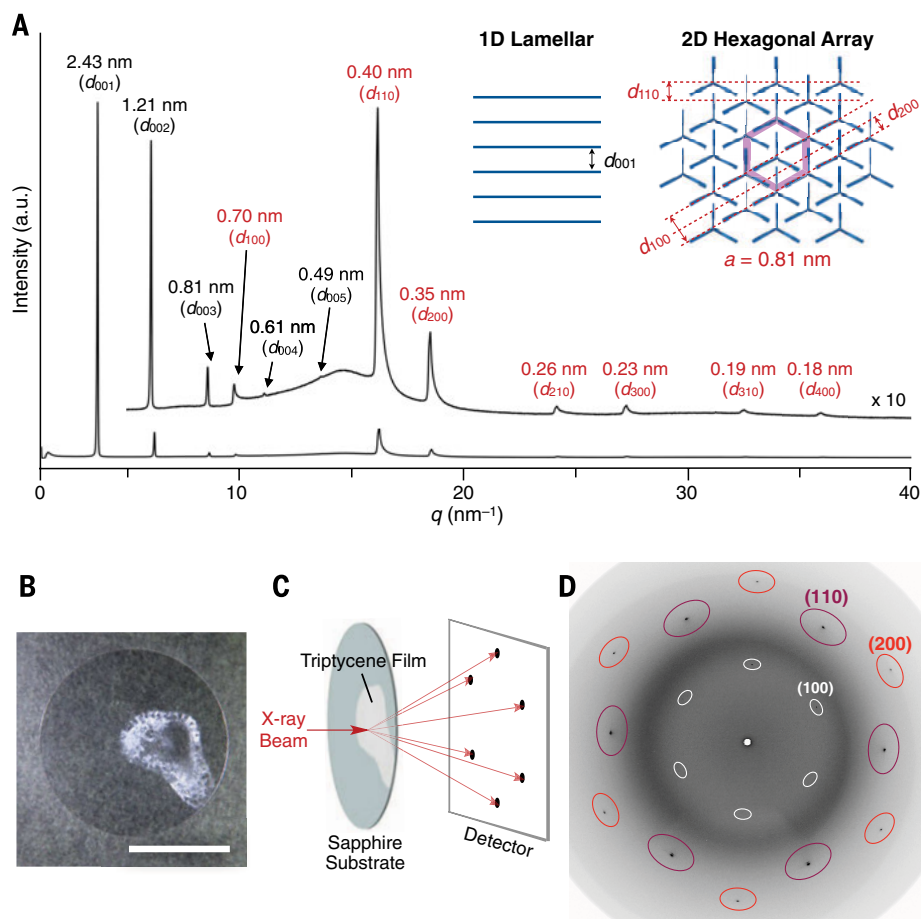 A
1D Lamellar
2D Hexagonal Array
2.43 nm
(d001)
1.21 nm
(d002)
0.40 nm
(d110)
d110
d200
d001
0.70 nm
(d100)
d100
a = 0.81 nm
0.81 nm
(d003)
0.49 nm
(d005)
0.61 nm
(d004)
0.35 nm
(d200)
0.26 nm
(d210)
0.23 nm
(d300)
0.19 nm
(d310)
0.18 nm
(d400)
x 10
Intensity (a.u.)
0
10
20
30
40
q (nm⁻¹)
B
C
Triptycene Film
X-ray
Beam
Sapphire
Substrate
Detector
D
(110)
(200)
(100)